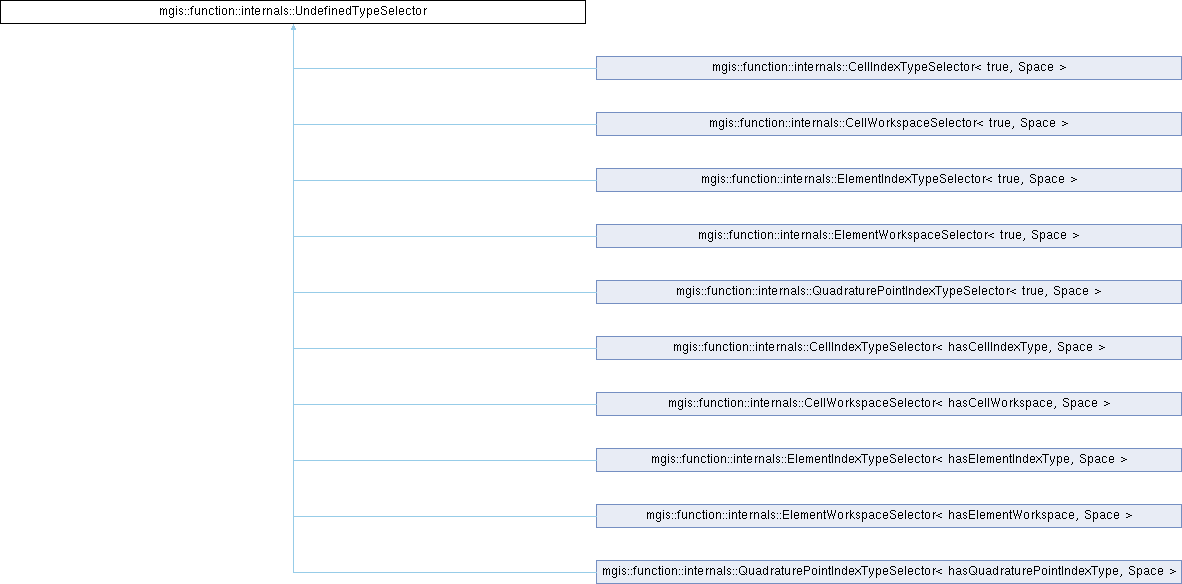 mgis::function::internals::UndefinedTypeSelector
mgis::function::internals::CellIndexTypeSelector< true, Space >
mgis::function::internals::CellWorkspaceSelector< true, Space >
mgis::function::internals::ElementIndexTypeSelector< true, Space >
mgis::function::internals::ElementWorkspaceSelector< true, Space >
mgis::function::internals::QuadraturePointIndexTypeSelector< true, Space >
mgis::function::internals::CellIndexTypeSelector< hasCellIndexType, Space >
mgis::function::internals::CellWorkspaceSelector< hasCellWorkspace, Space >
mgis::function::internals::ElementIndexTypeSelector< hasElementIndexType, Space >
mgis::function::internals::ElementWorkspaceSelector< hasElementWorkspace, Space >
mgis::function::internals::QuadraturePointIndexTypeSelector< hasQuadraturePointIndexType, Space >